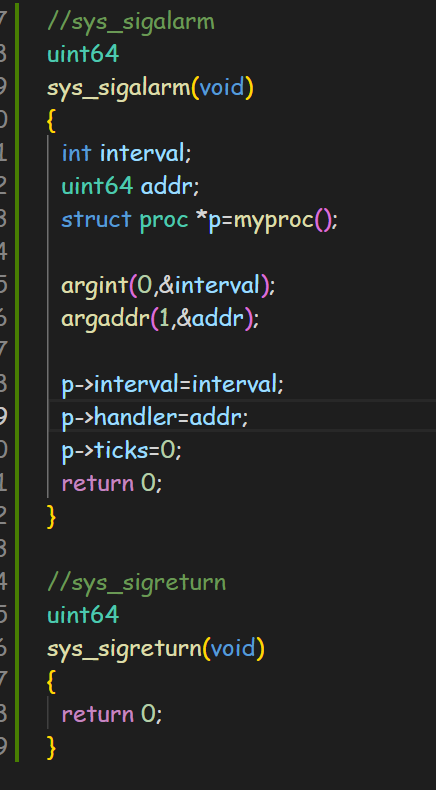 7 //sys_sigalarm
8 uint64
9 sys_sigalarm(void)
0 {
1 int interval;
2 uint64 addr;
3 struct proc *p=myproc();
4
5 argint(0,&interval);
6 argaddr(1,&addr);
7
8 p->interval=interval;
9 p->handler=addr;
0 p->ticks=0;
1 return 0;
2 }
3
4 //sys_sigreturn
5 uint64
6 sys_sigreturn(void)
7 {
8 return 0;
9 }